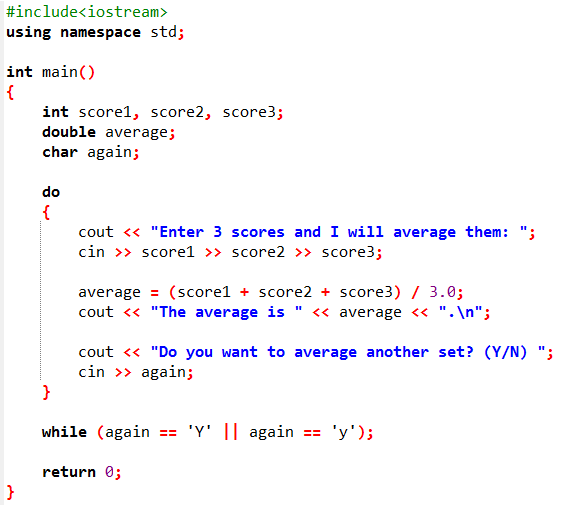 #include<iostream>
using namespace std;
int main()
{
int score1, score2, score3;
double average;
char again;
do
{
cout << "Enter 3 scores and I will average them: ";
cin >> score1 >> score2 >> score3;
average = (score1 + score2 + score3) / 3.0;
cout << "The average is " << average << ".\n";
cout << "Do you want to average another set? (Y/N) ";
cin >> again;
}
while (again == 'Y' || again == 'y');
return 0;
}